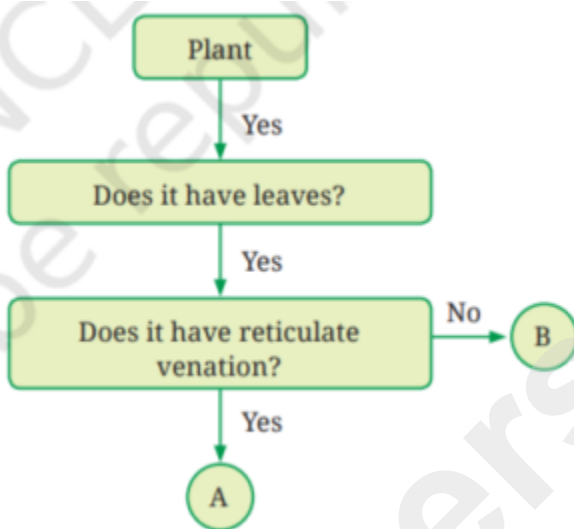 Plant
Yes
Does it have leaves?
Yes
Does it have reticulate
venation?
No
B
Yes
A